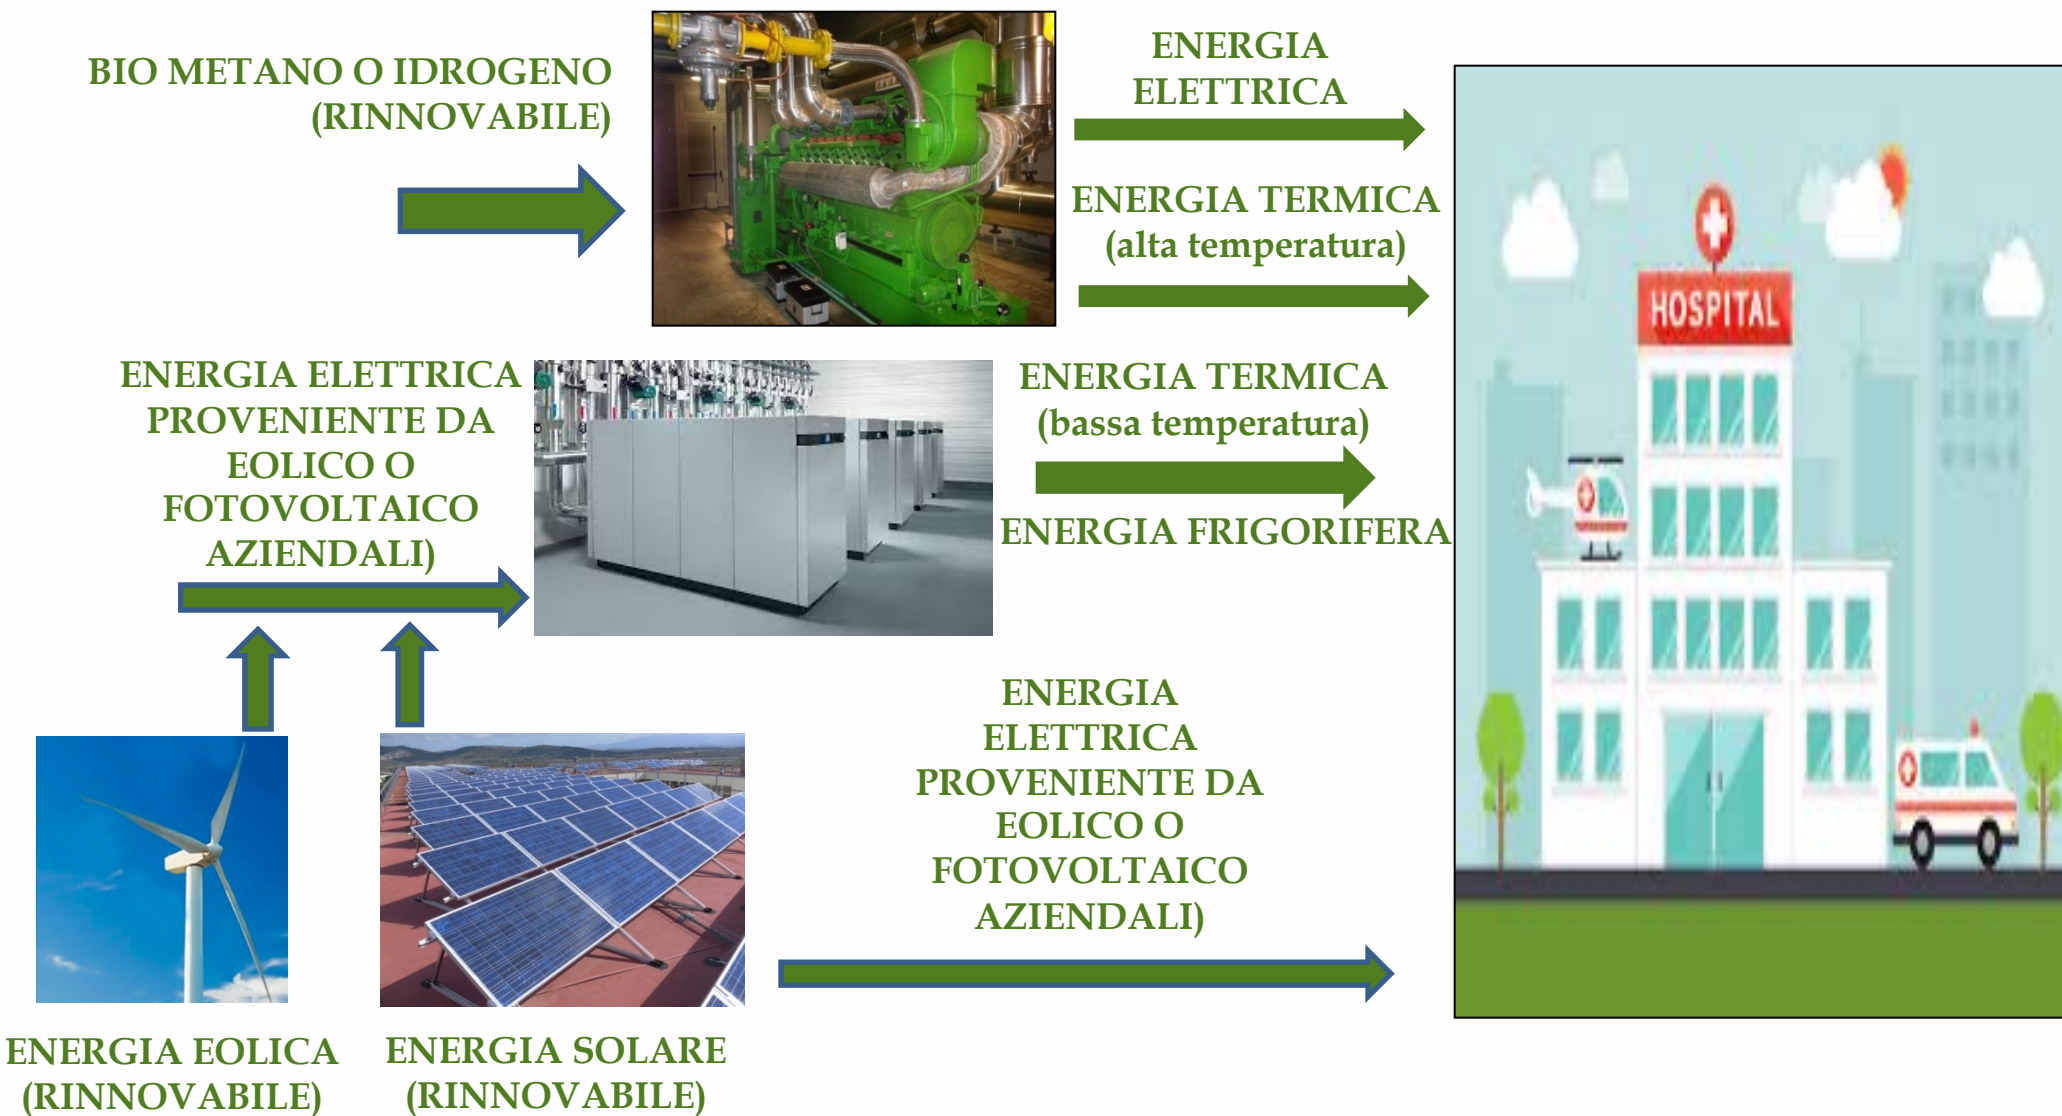 BIO METANO O IDROGENO
(RINNOVABILE)
ENERGIA
ELETTRICA
ENERGIA TERMICA
(alta temperatura)
HOSPITAL
ENERGIA ELETTRICA
PROVENIENTE DA
EOLICO O
FOTOVOLTAICO
AZIENDALI)
ENERGIA TERMICA
(bassa temperatura)
ENERGIA FRIGORIFERA
ENERGIA
ELETTRICA
PROVENIENTE DA
EOLICO O
FOTOVOLTAICO
AZIENDALI)
ENERGIA EOLICA
(RINNOVABILE)
ENERGIA SOLARE
(RINNOVABILE)